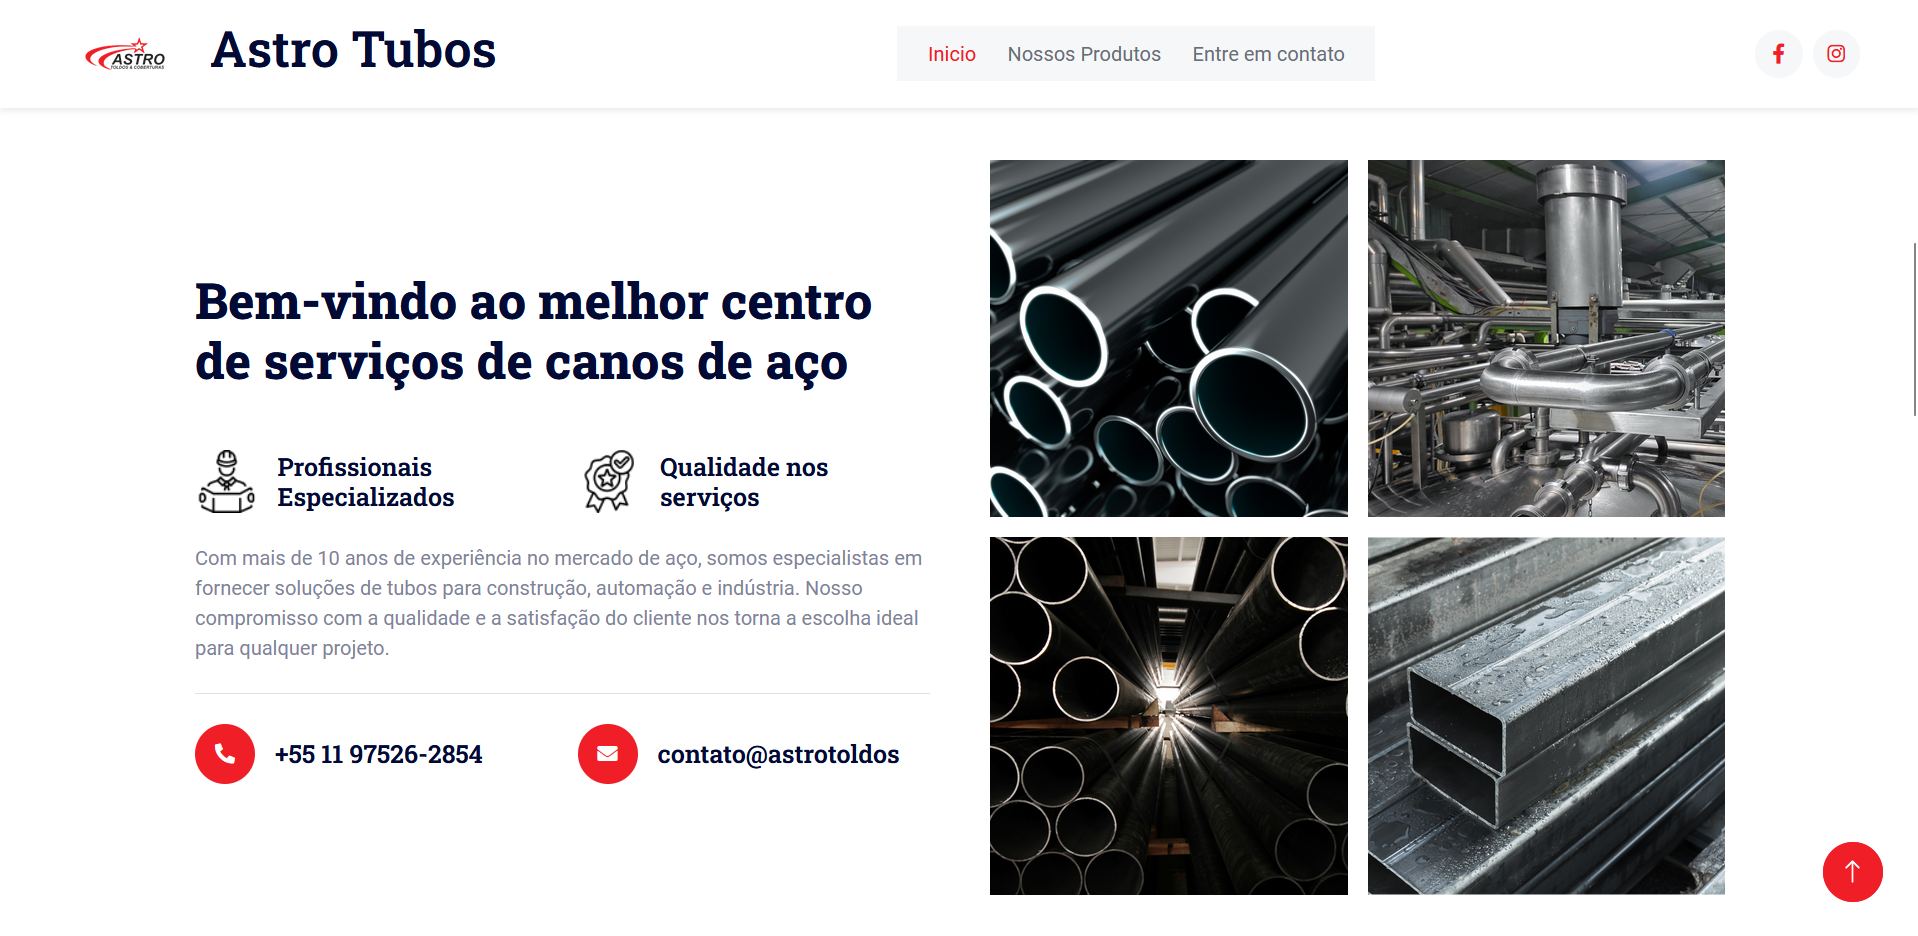 ASTRO
TOLDOS & COBERTURAS
Astro Tubos
Inicio
Nossos Produtos
Entre em contato
Bem-vindo ao melhor centro
de serviços de canos de aço
Profissionais
Especializados
Qualidade nos
serviços
Com mais de 10 anos de experiência no mercado de aço, somos especialistas em
fornecer soluções de tubos para construção, automação e indústria. Nosso
compromisso com a qualidade e a satisfação do cliente nos torna a escolha ideal
para qualquer projeto.
+55 11 97526-2854
contato@astrotoldos